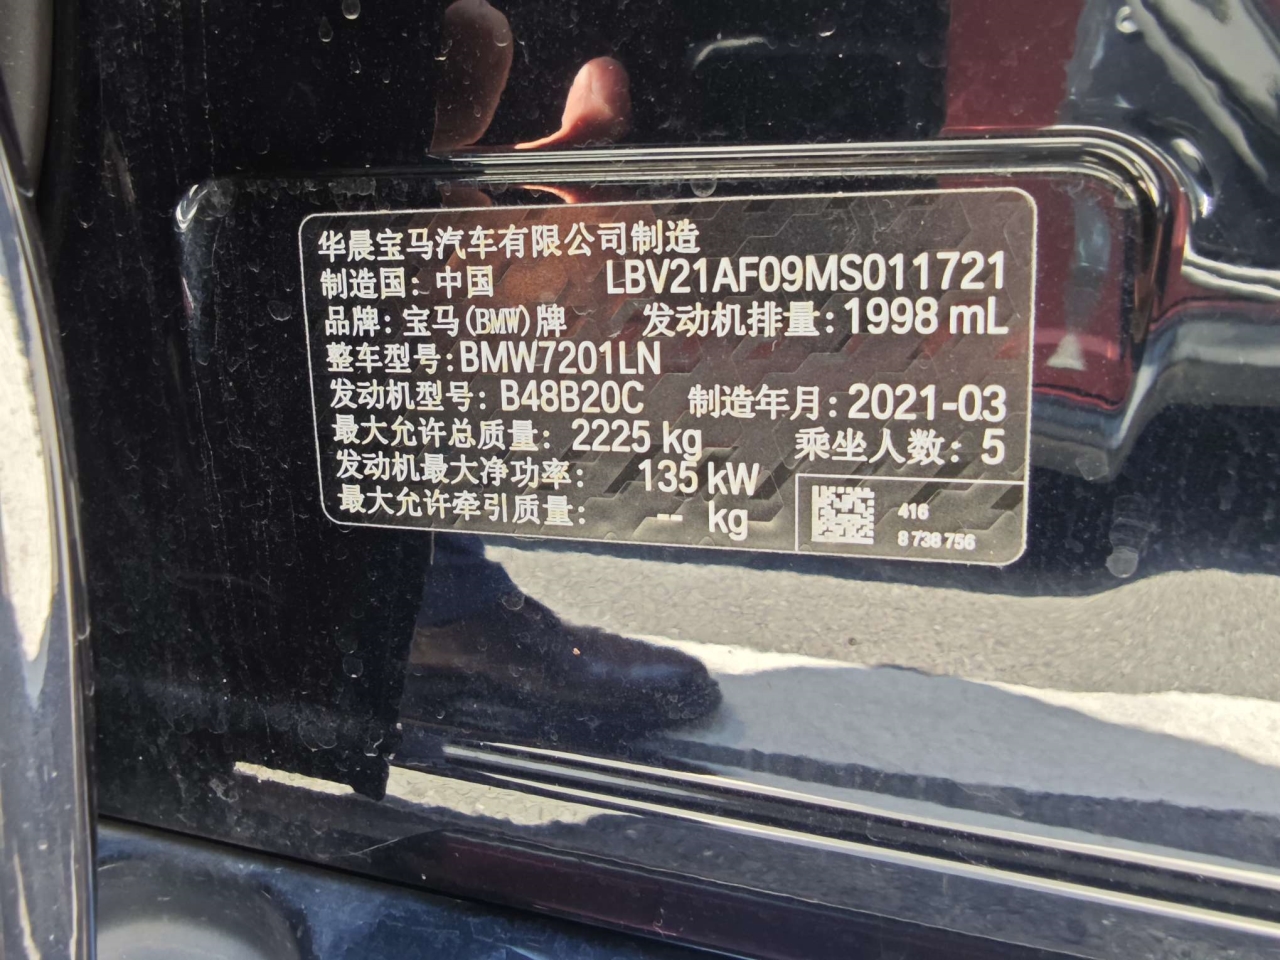 华晨宝马汽车有限公司制造
制造国: 中国 LBV21AF09MS011721
品牌: 宝马(BMW)牌 发动机排量: 1998 mL
整车型号: BMW7201LN
发动机型号: B48B20C 制造年月: 2021-03
最大允许总质量: 2225 kg 乘坐人数: 5
发动机最大净功率: 135 kW
最大允许牵引质量: -- kg
416
8 738 756